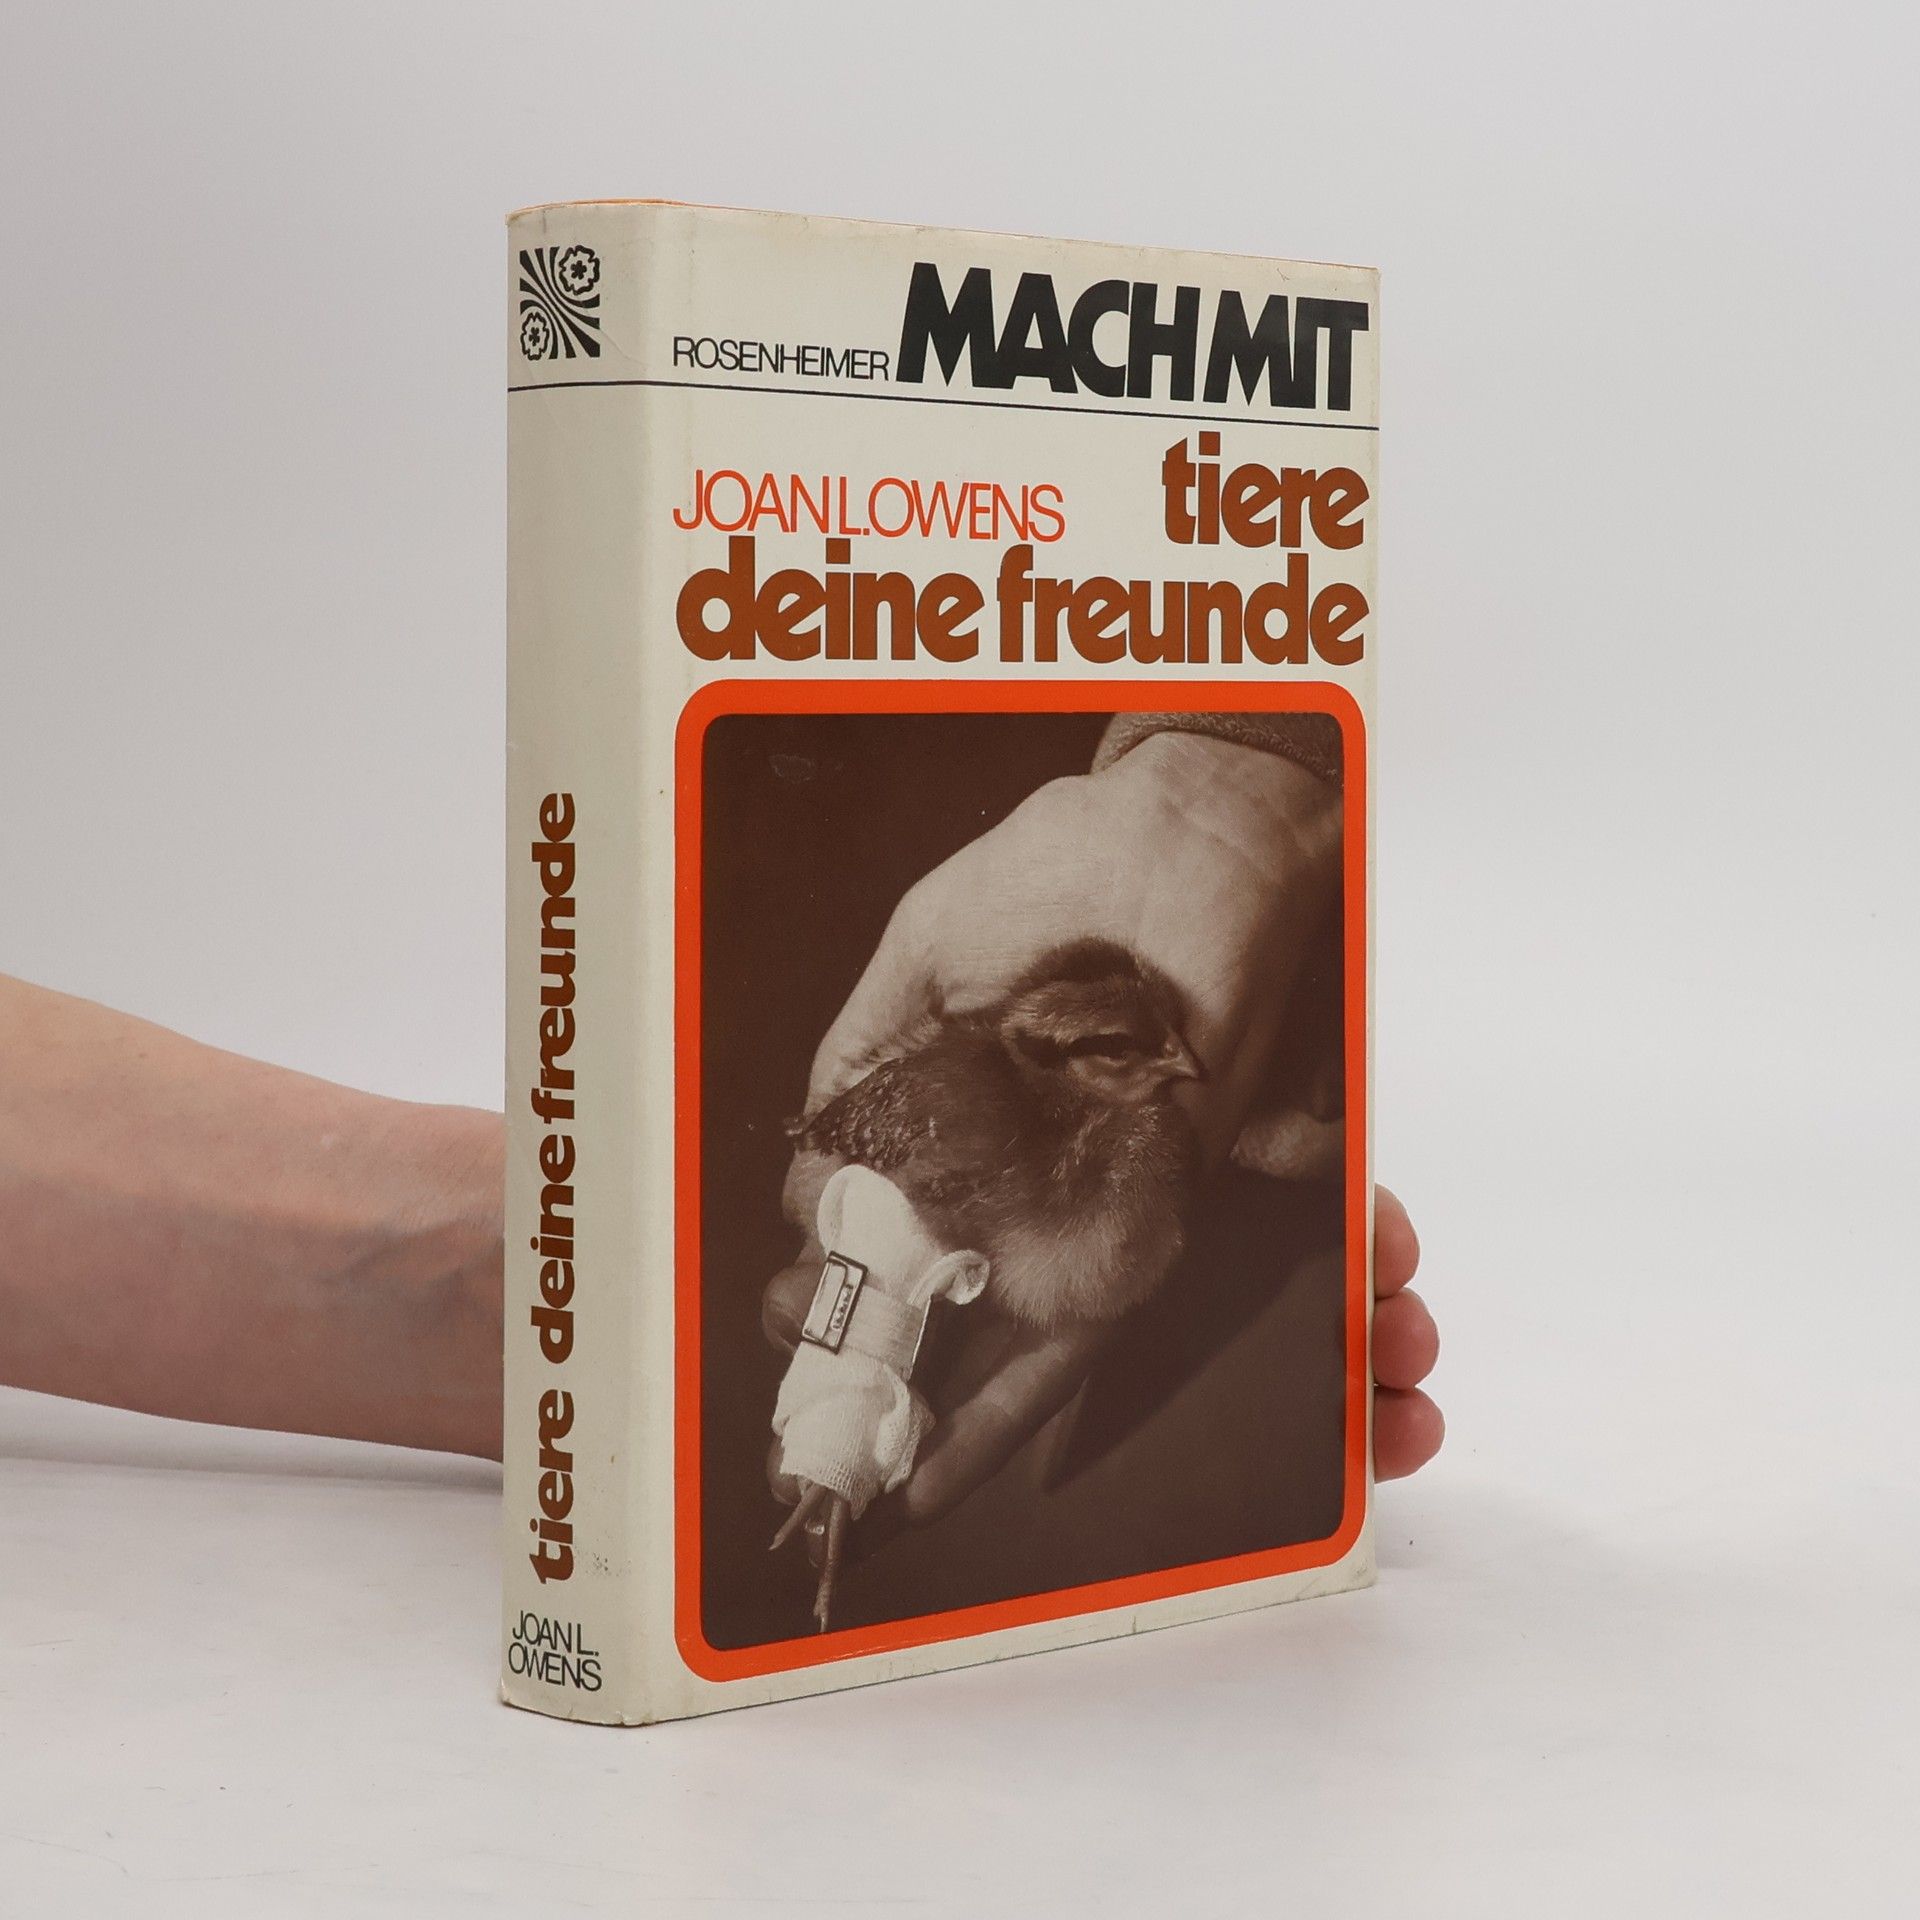 ROSENHEIMER MACH MIT
JOAN L. OWENS tiere
deine freunde
tiere deine freunde
JOAN L.
OWENS